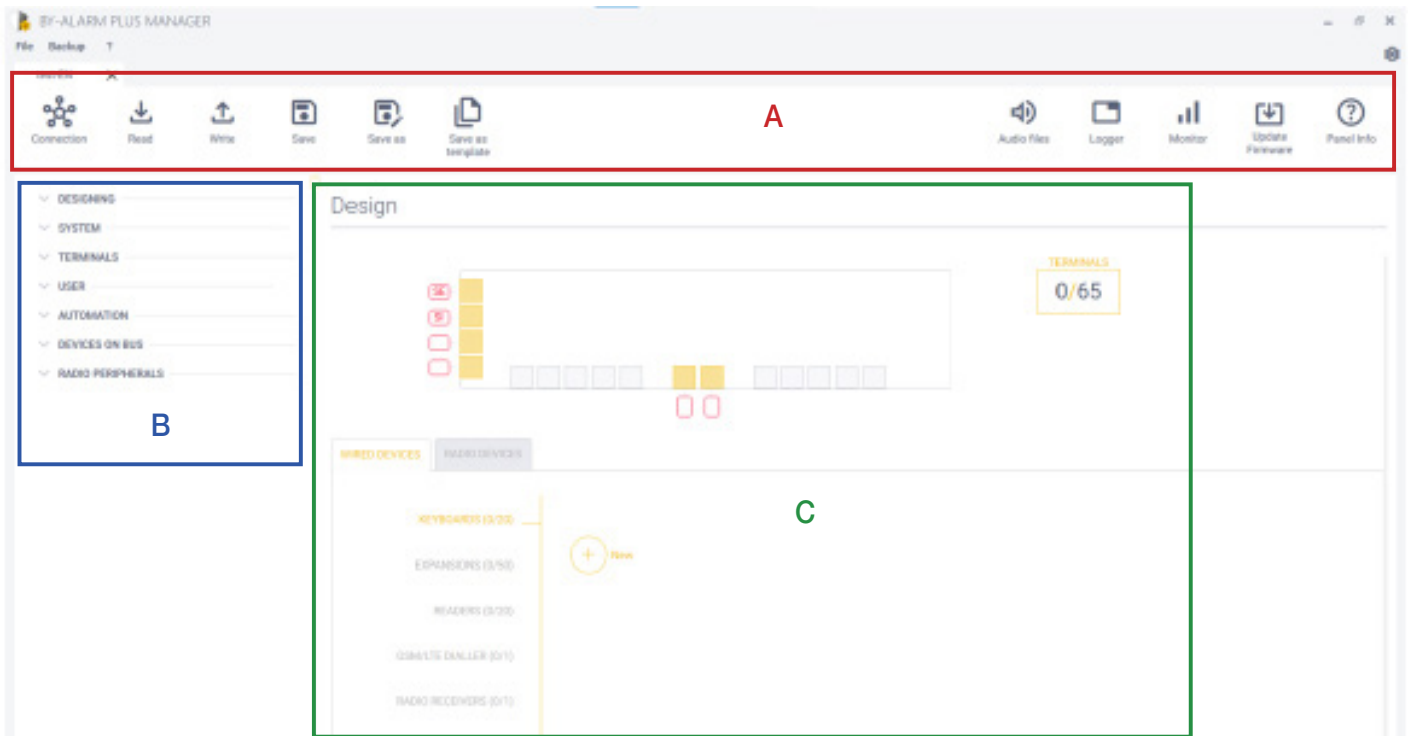 BY-ALARM PLUS MANAGER
File Backup ?
Connection Read Write Save Save as Save as template
A
Audio files Logger Monitor Update Firmware Panel Info
DESIGNING
SYSTEM
TERMINALS
USER
AUTOMATION
DEVICES ON BUS
RADIO PERIPHERALS
B
Design
TERMINALS
0/65
WIRED DEVICES RADIO DEVICES
KEYBOARDS (0/20)
New
EXPANSIONS (0/50)
READERS (0/20)
GSM/LTE DIALLER (0/1)
RADIO RECEIVERS (0/1)
C